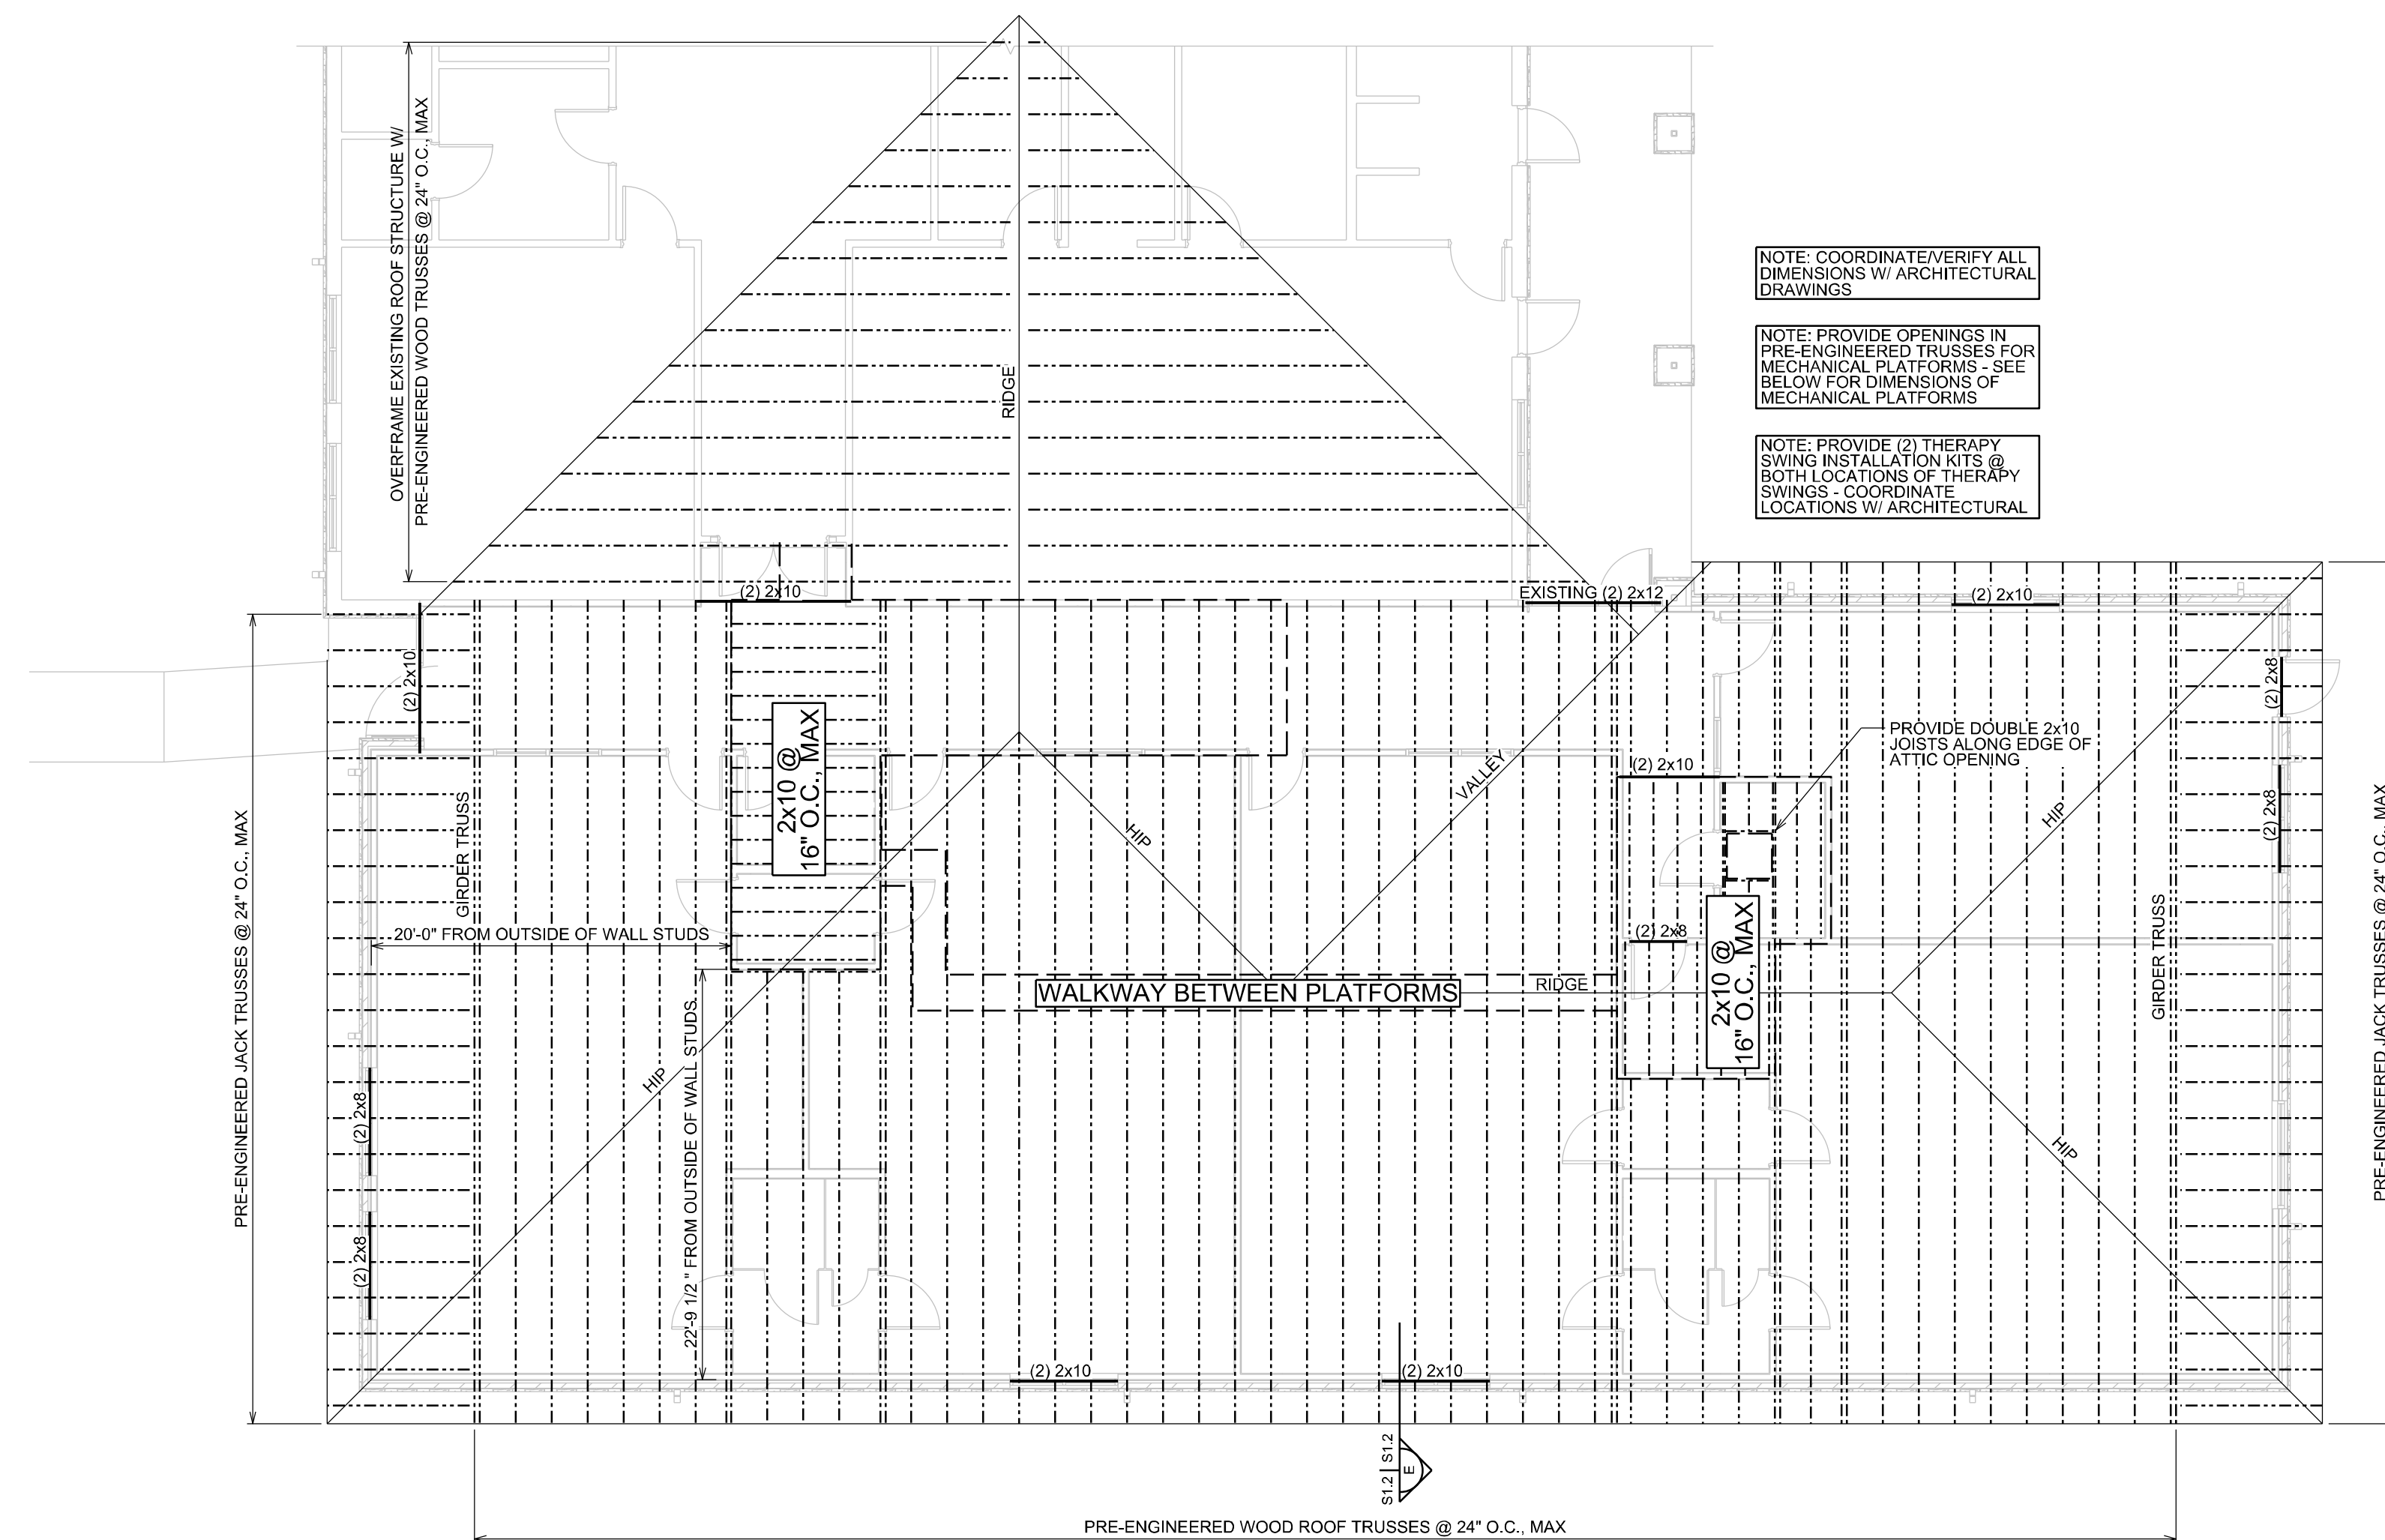 OVERFRAME EXISTING ROOF STRUCTURE W/
PRE-ENGINEERED WOOD TRUSSES @ 24" O.C., MAX
RIDGE
NOTE: COORDINATE/VERIFY ALL
DIMENSIONS W/ ARCHITECTURAL
DRAWINGS
NOTE: PROVIDE OPENINGS IN
PRE-ENGINEERED TRUSSES FOR
MECHANICAL PLATFORMS - SEE
BELOW FOR DIMENSIONS OF
MECHANICAL PLATFORMS
NOTE: PROVIDE (2) THERAPY
SWING INSTALLATION KITS @
BOTH LOCATIONS OF THERAPY
SWINGS - COORDINATE
LOCATIONS W/ ARCHITECTURAL
(2) 2x10
EXISTING (2) 2x12
(2) 2x10
(2) 2x10
(2) 2x8
PROVIDE DOUBLE 2x10
JOISTS ALONG EDGE OF
ATTIC OPENING
2x10 @
16" O.C., MAX
VALLEY
(2) 2x10
HIP
HIP
(2) 2x8
PRE-ENGINEERED JACK TRUSSES @ 24" O.C., MAX
GIRDER TRUSS
20'-0" FROM OUTSIDE OF WALL STUDS
(2) 2x8
2x10 @
16" O.C., MAX
GIRDER TRUSS
PRE-ENGINEERED JACK TRUSSES @ 24" O.C., MAX
WALKWAY BETWEEN PLATFORMS
RIDGE
HIP
22'-9 1/2 " FROM OUTSIDE OF WALL STUDS
(2) 2x8
HIP
(2) 2x8
(2) 2x10
(2) 2x10
S1.2
S1.2
E
PRE-ENGINEERED WOOD ROOF TRUSSES @ 24" O.C., MAX